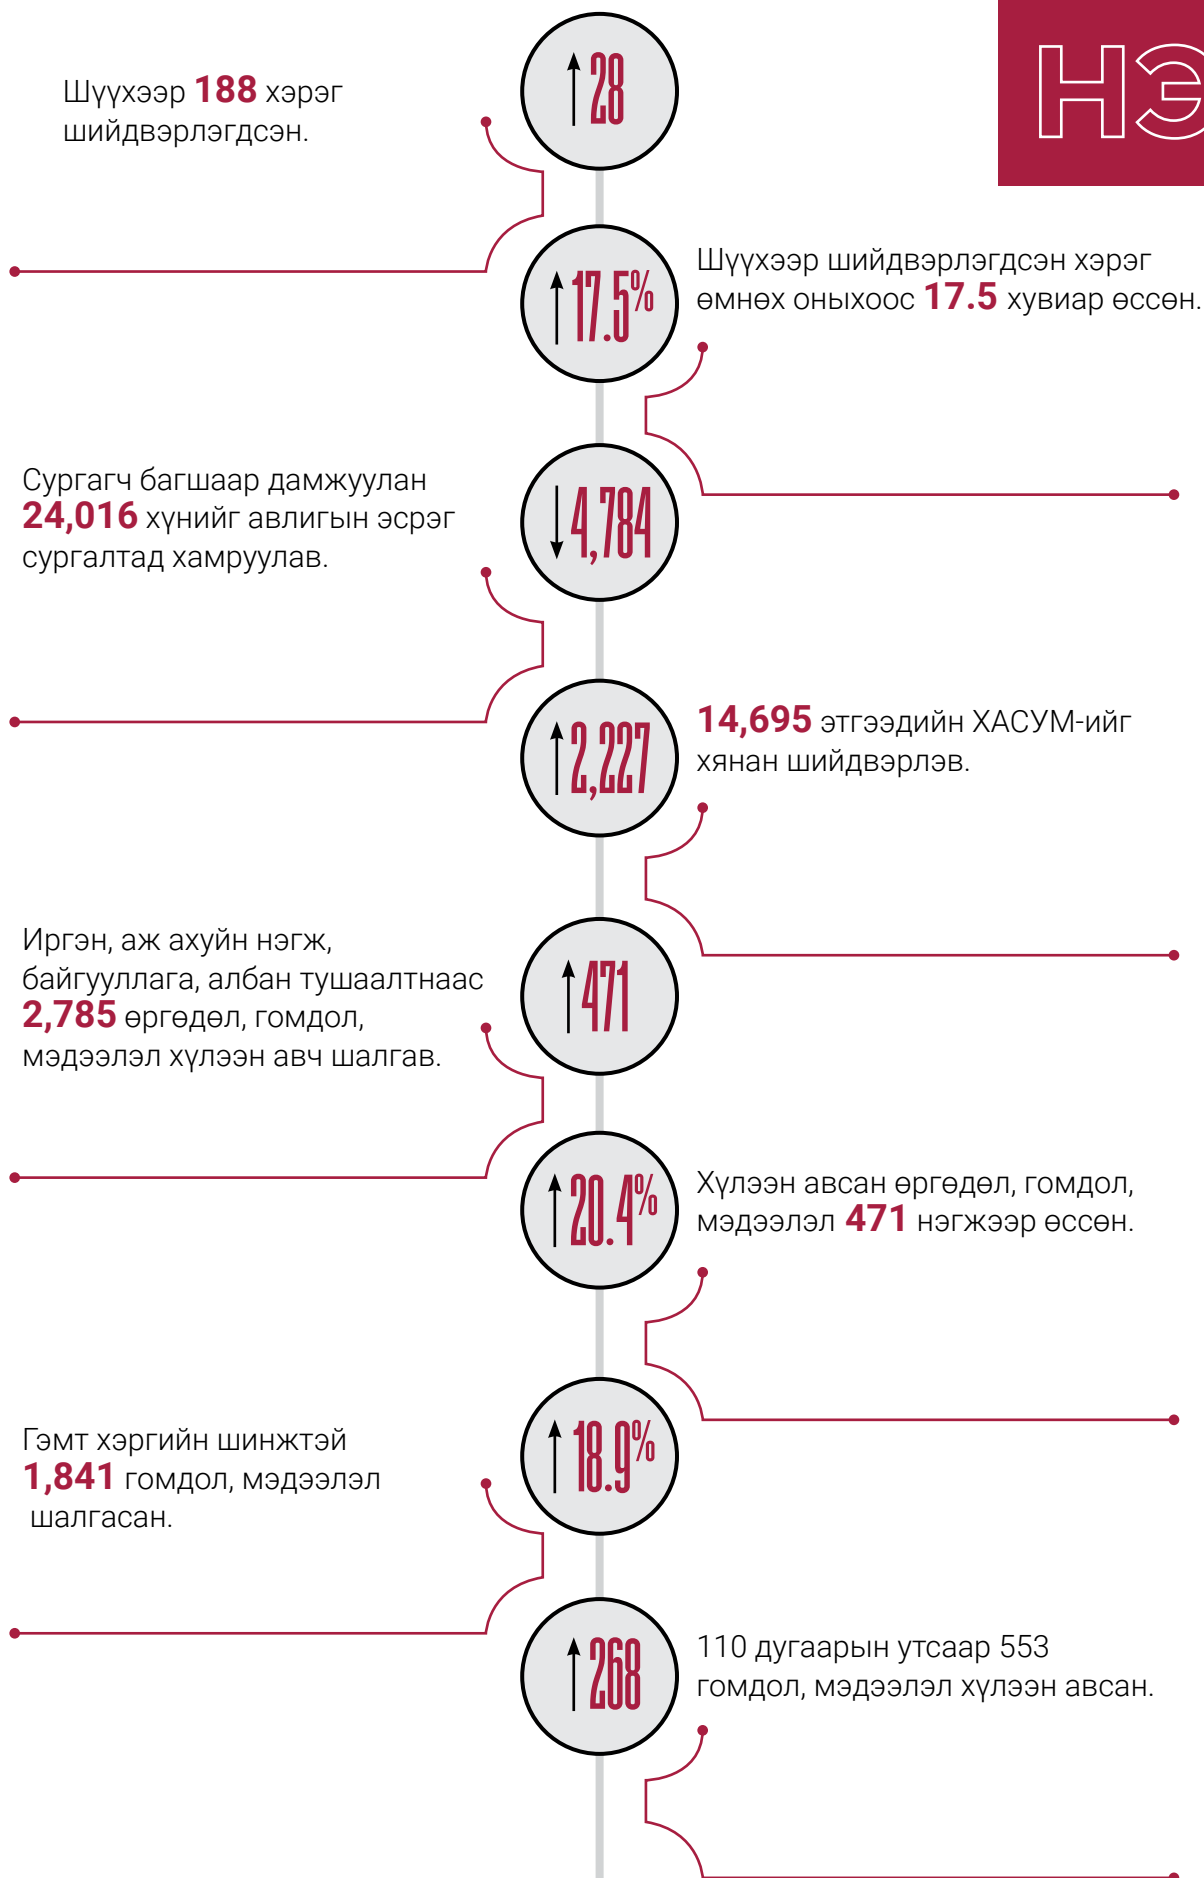 НЭ
28
Шүүхээр 188 хэрэг
шийдвэрлэгдсэн.
17.5%
Шүүхээр шийдвэрлэгдсэн хэрэг
өмнөх оныхоос 17.5 хувиар өссөн.
4,784
Сургагч багшаар дамжуулан
24,016 хүнийг авлигын эсрэг
сургалтад хамруулав.
2,227
14,695 этгээдийн ХАСУМ-ийг
хянан шийдвэрлэв.
471
Иргэн, аж ахуйн нэгж,
байгууллага, албан тушаалтнаас
2,785 өргөдөл, гомдол,
мэдээлэл хүлээн авч шалгав.
20.4%
Хүлээн авсан өргөдөл, гомдол,
мэдээлэл 471 нэгжээр өссөн.
18.9%
Гэмт хэргийн шинжтэй
1,841 гомдол, мэдээлэл
шалгасан.
268
110 дугаарын утсаар 553
гомдол, мэдээлэл хүлээн авсан.